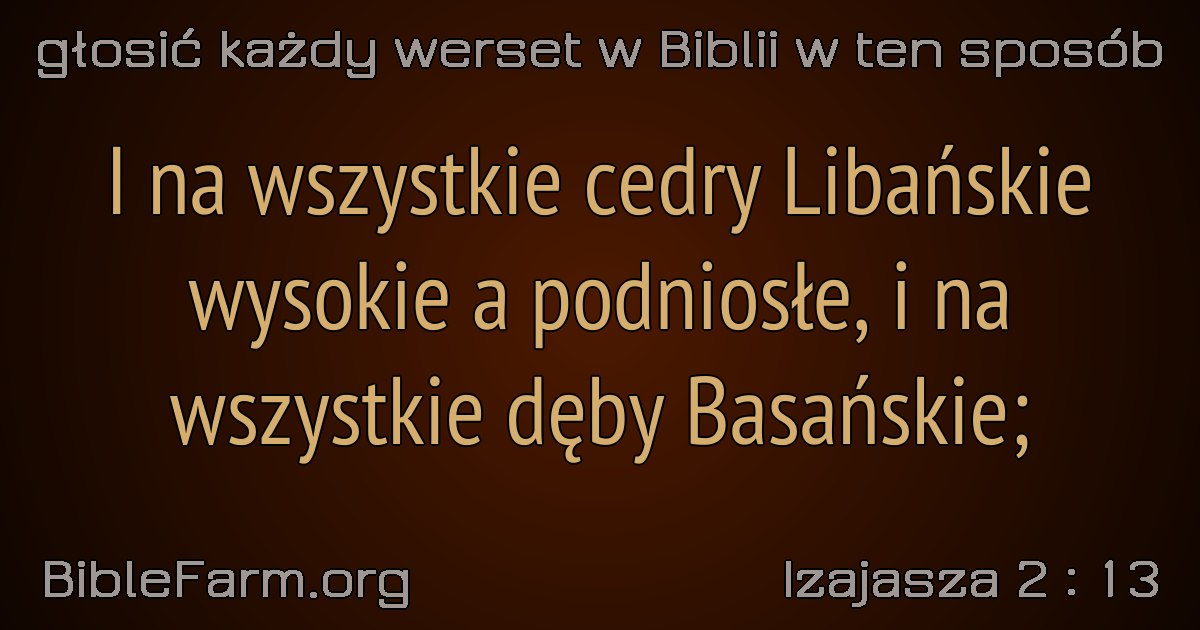 głosić każdy werset w Biblii w ten sposób
I na wszystkie cedry Libańskie
wysokie a podniosłe, i na
wszystkie dęby Basańskie;
BibleFarm.org
Izajasza 2 : 13